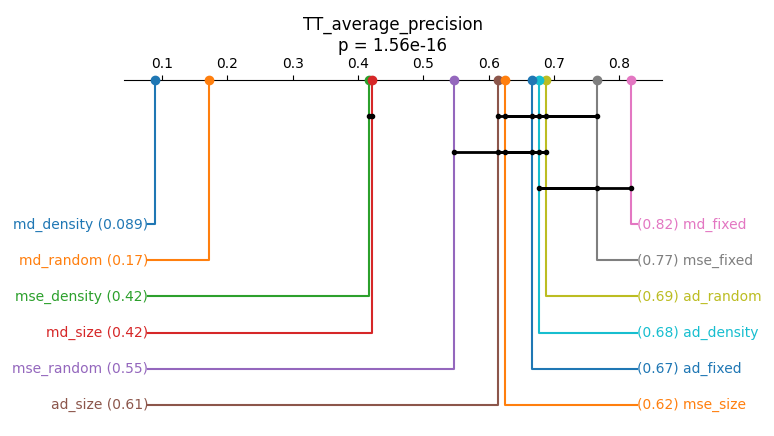 TT_average_precision
p = 1.56e-16
0.1 0.2 0.3 0.4 0.5 0.6 0.7 0.8
md_density (0.089) (0.82) md_fixed
md_random (0.17) (0.77) mse_fixed
mse_density (0.42) (0.69) ad_random
md_size (0.42) (0.68) ad_density
mse_random (0.55) (0.67) ad_fixed
ad_size (0.61) (0.62) mse_size